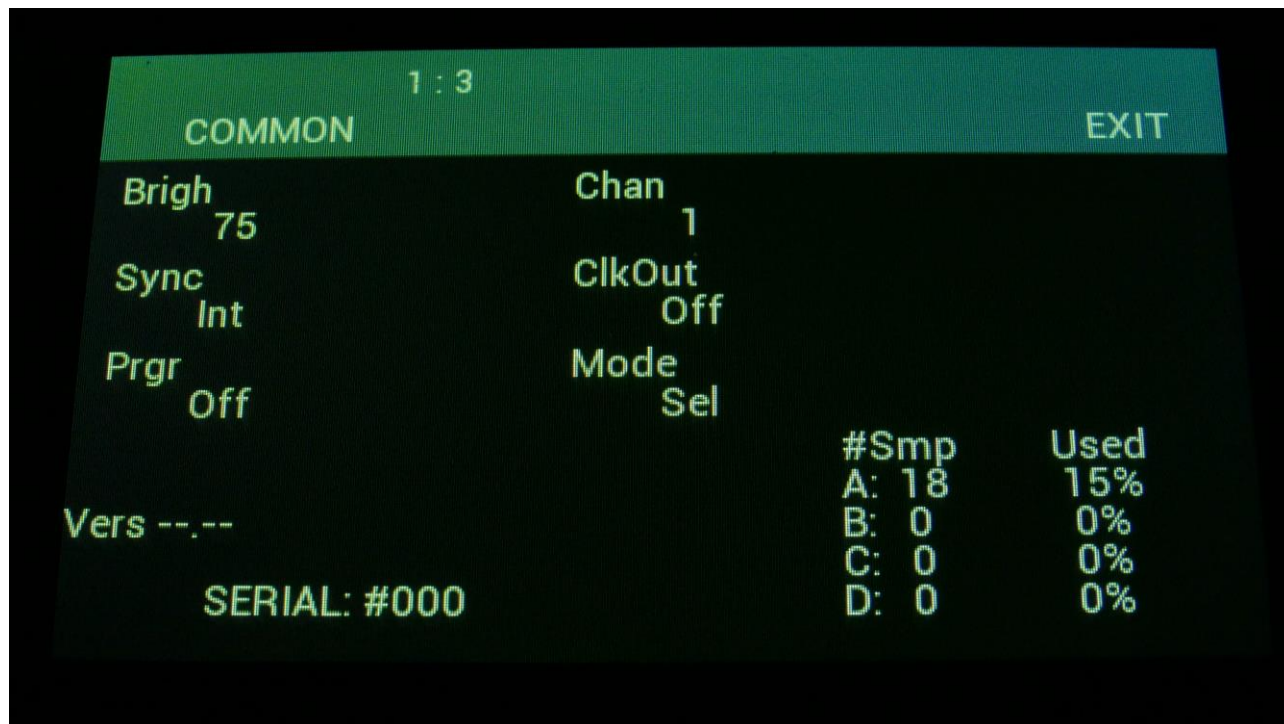 1 : 3
COMMON EXIT
Brigh Chan
75 1
Sync ClkOut
Int Off
Prgr Mode
Off Sel
#Smp Used
A: 18 15%
B: 0 0%
Vers --.--
C: 0 0%
SERIAL: #000 D: 0 0%